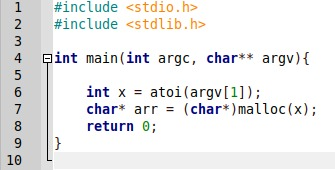 1 #include <stdio.h>
2 #include <stdlib.h>
3
4 int main(int argc, char** argv){
5
6 int x = atoi(argv[1]);
7 char* arr = (char*)malloc(x);
8 return 0;
9 }
10